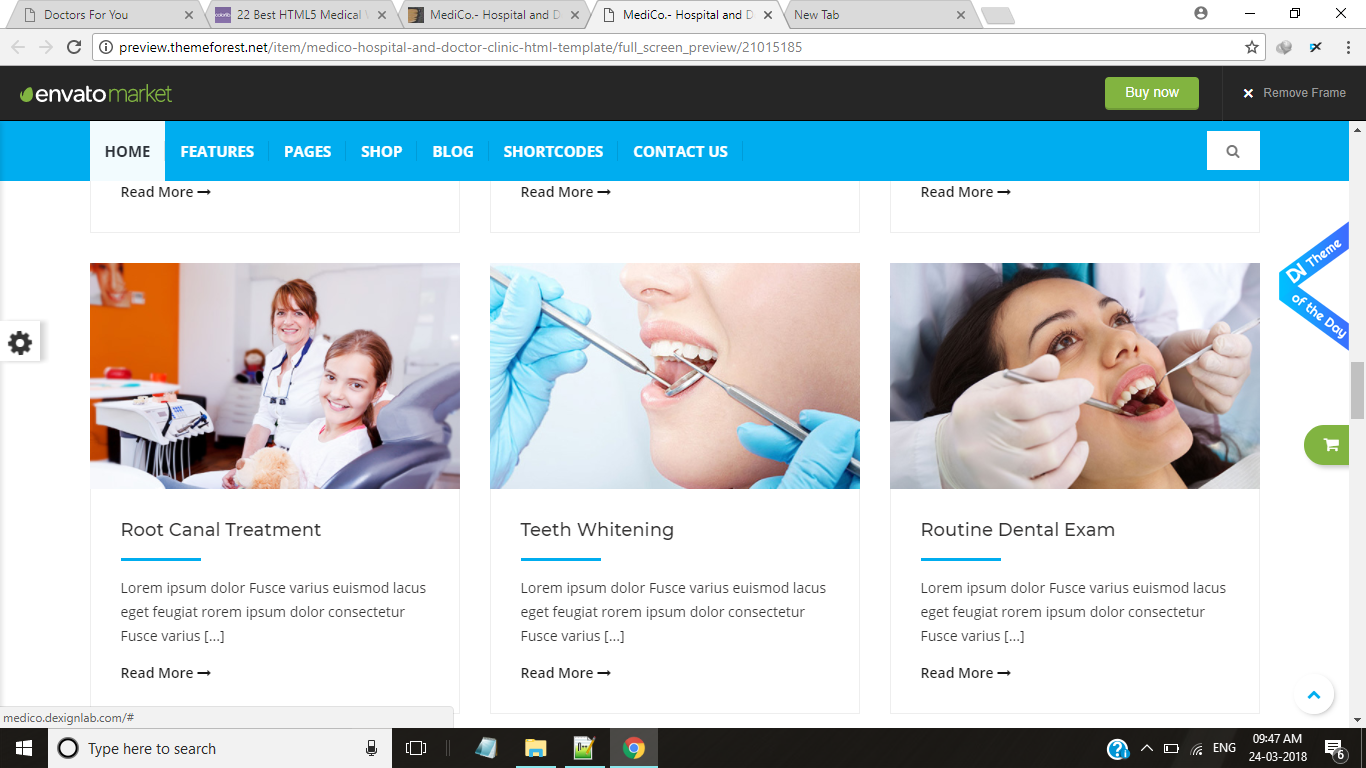 Doctors For You
22 Best HTML5 Medical
MediCo.- Hospital and D
MediCo.- Hospital and D
New Tab
preview.themeforest.net/item/medico-hospital-and-doctor-clinic-html-template/full_screen_preview/21015185
envato market
Buy now
Remove Frame
HOME
FEATURES
PAGES
SHOP
BLOG
SHORTCODES
CONTACT US
Read More
Read More
Read More
Theme
of the Day
Root Canal Treatment
Lorem ipsum dolor Fusce varius euismod lacus
eget feugiat rorem ipsum dolor consectetur
Fusce varius [...]
Read More
Teeth Whitening
Lorem ipsum dolor Fusce varius euismod lacus
eget feugiat rorem ipsum dolor consectetur
Fusce varius [...]
Read More
Routine Dental Exam
Lorem ipsum dolor Fusce varius euismod lacus
eget feugiat rorem ipsum dolor consectetur
Fusce varius [...]
Read More
medico.dexignlab.com/#
Type here to search
ENG
09:47 AM
24-03-2018
6